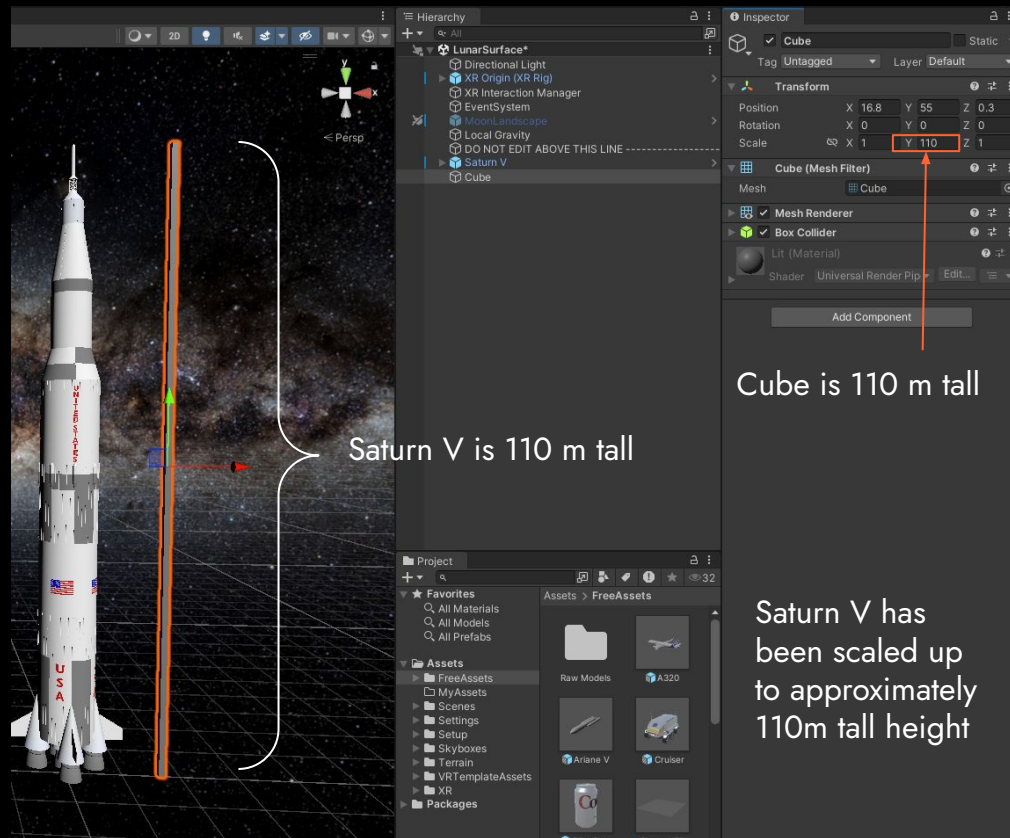 2D
y
x
Persp
UNITED STATES
USA
Saturn V is 110 m tall
Hierarchy
All
LunarSurface*
Directional Light
XR Origin (XR Rig)
XR Interaction Manager
EventSystem
MoonLandscape
Local Gravity
DO NOT EDIT ABOVE THIS LINE ------------------
Saturn V
Cube
Project
32
Favorites
All Materials
All Models
All Prefabs
Assets
FreeAssets
MyAssets
Scenes
Settings
Setup
Skyboxes
Terrain
VRTemplateAssets
XR
Packages
Assets > FreeAssets
Raw Models
A320
Ariane V
Cruiser
Co
Inspector
Cube
Static
Tag Untagged Layer Default
Transform
Position X 16.8 Y 55 Z 0.3
Rotation X 0 Y 0 Z 0
Scale X 1 Y 110 Z 1
Cube (Mesh Filter)
Mesh Cube
Mesh Renderer
Box Collider
Lit (Material)
Shader Universal Render Pip Edit...
Add Component
Cube is 110 m tall
Saturn V has
been scaled up
to approximately
110m tall height